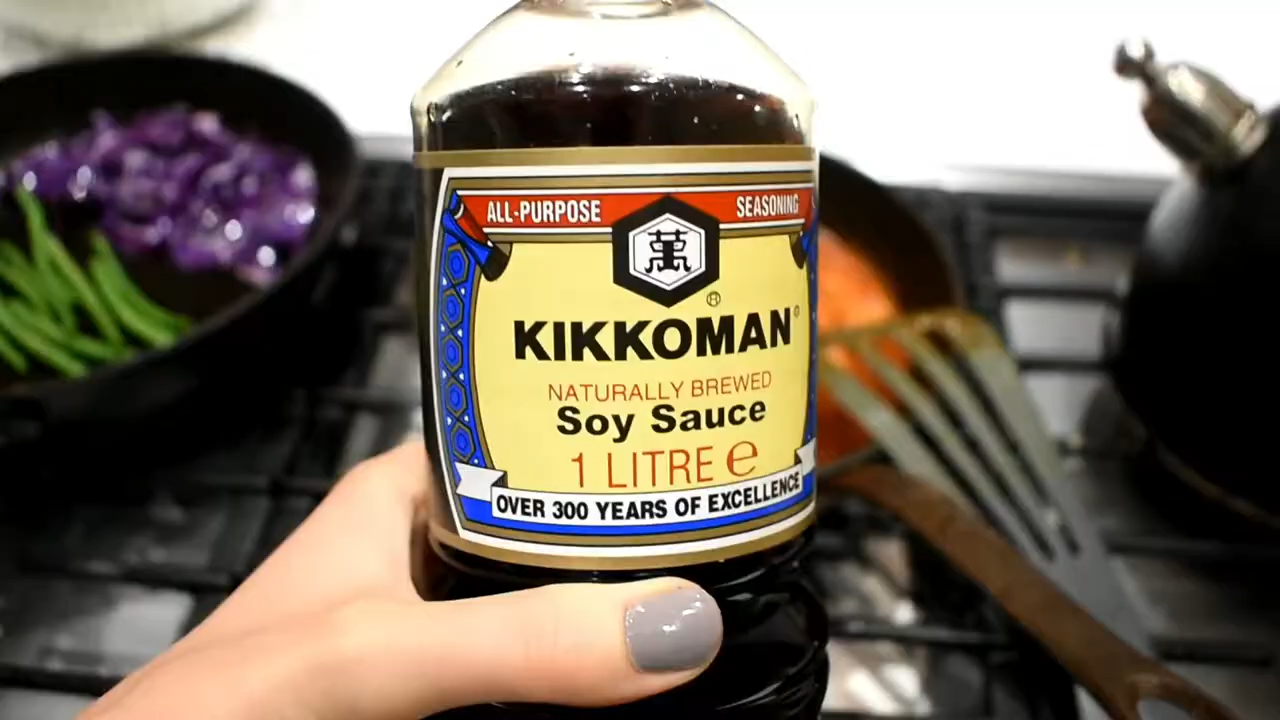 ALL-PURPOSE SEASONING
萬
®
KIKKOMAN®
NATURALLY BREWED
Soy Sauce
1 LITRE ℮
OVER 300 YEARS OF EXCELLENCE